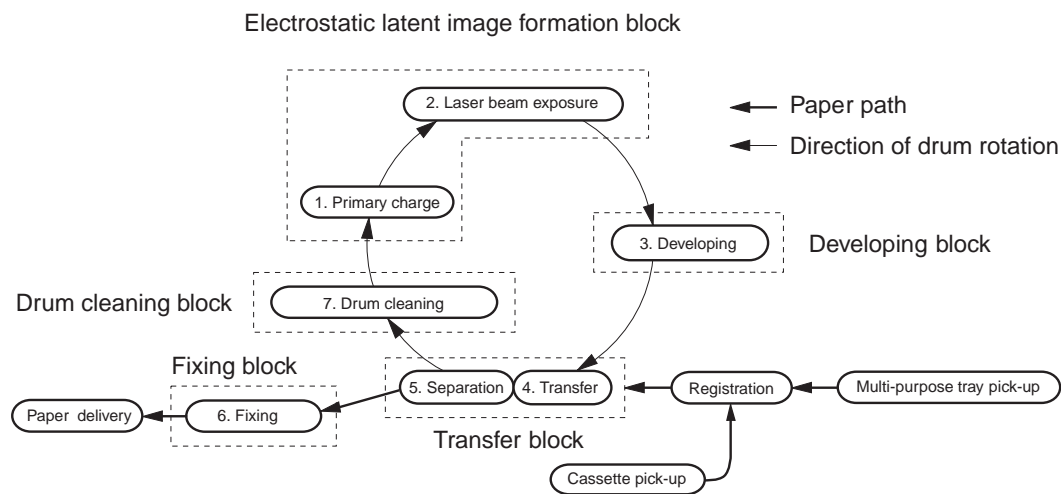 Electrostatic latent image formation block
2. Laser beam exposure
Paper path
Direction of drum rotation
1. Primary charge
3. Developing
Developing block
Drum cleaning block
7. Drum cleaning
Fixing block
5. Separation
4. Transfer
Registration
Multi-purpose tray pick-up
Paper delivery
6. Fixing
Transfer block
Cassette pick-up